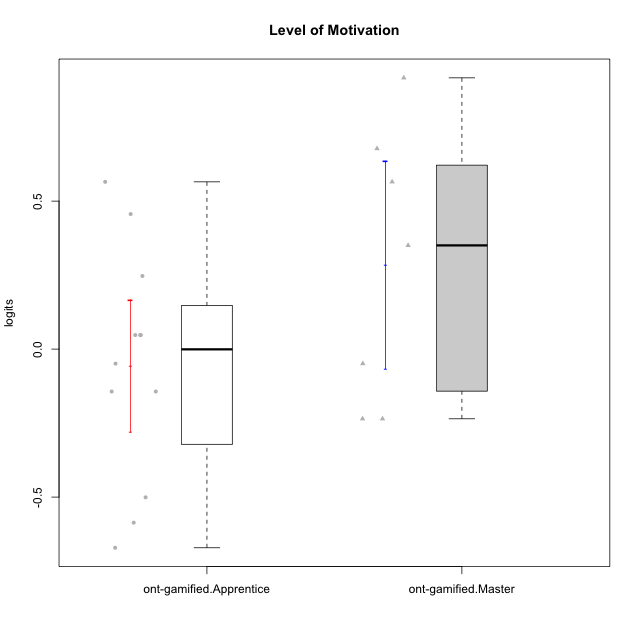 Level of Motivation
logits
0.5
0.0
-0.5
ont-gamified.Apprentice
ont-gamified.Master